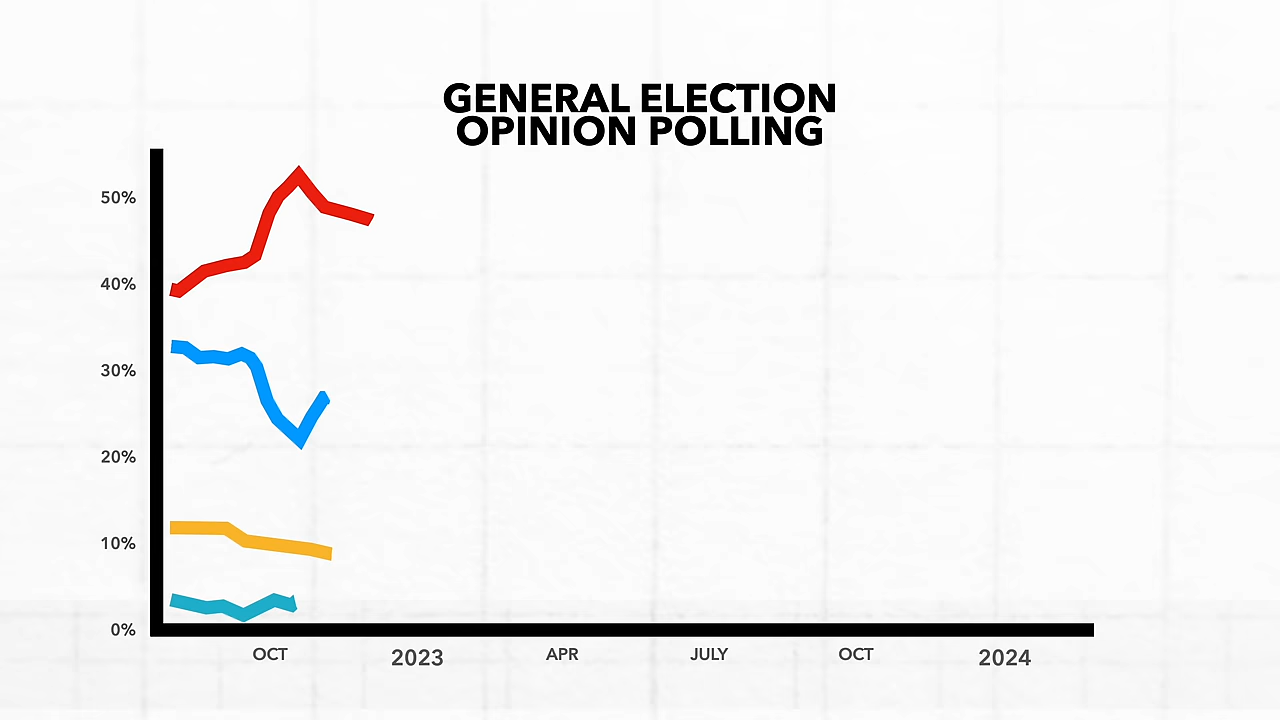 GENERAL ELECTION
OPINION POLLING
50%
40%
30%
20%
10%
0%
OCT 2023 APR JULY OCT 2024